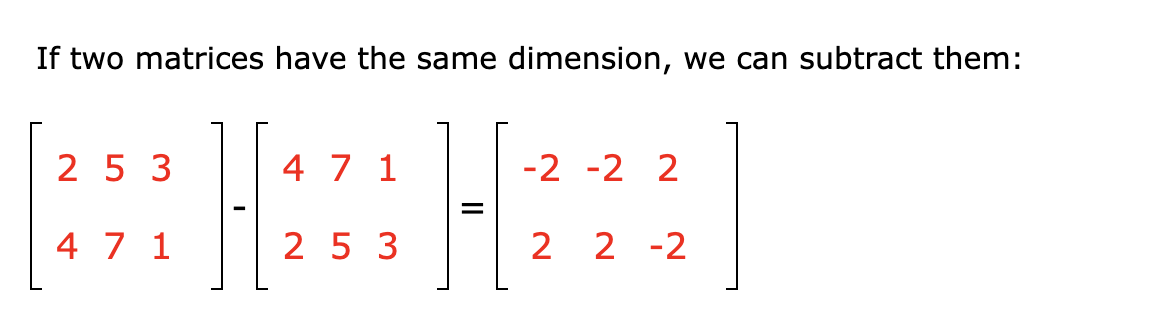 If two matrices have the same dimension, we can subtract them:
2 5 3 4 7 1 -2 -2 2
- =
4 7 1 2 5 3 2 2 -2